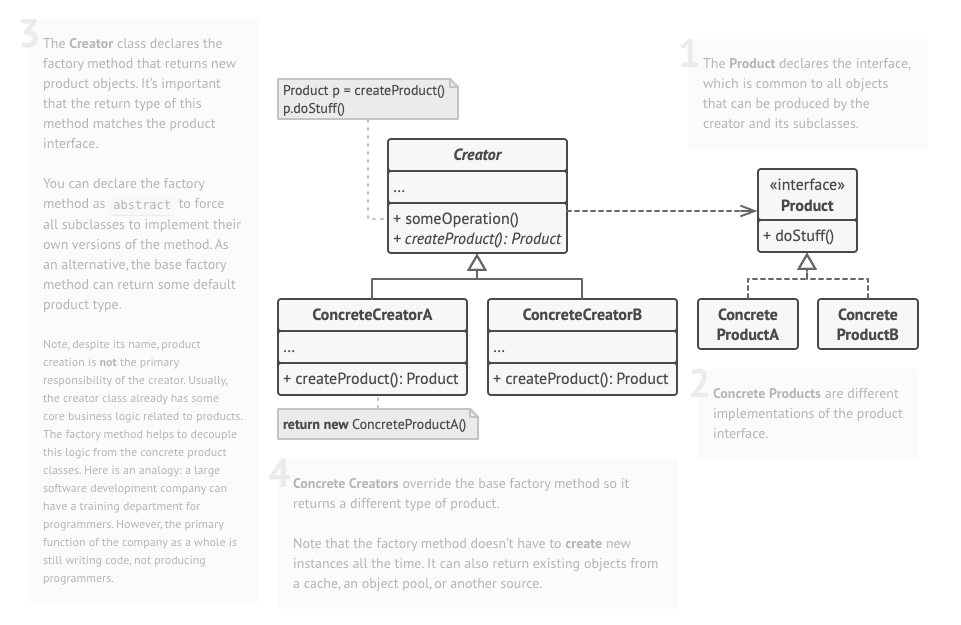 3
The Creator class declares the
factory method that returns new
product objects. It's important
that the return type of this
method matches the product
interface.
You can declare the factory
method as abstract to force
all subclasses to implement their
own versions of the method. As
an alternative, the base factory
method can return some default
product type.
Note, despite its name, product
creation is not the primary
responsibility of the creator. Usually,
the creator class already has some
core business logic related to products.
The factory method helps to decouple
this logic from the concrete product
classes. Here is an analogy: a large
software development company can
have a training department for
programmers. However, the primary
function of the company as a whole is
still writing code, not producing
programmers.
Product p = createProduct()
p.doStuff()
Creator
...
+ someOperation()
+ createProduct(): Product
ConcreteCreatorA
...
+ createProduct(): Product
ConcreteCreatorB
...
+ createProduct(): Product
return new ConcreteProductA()
1
The Product declares the interface,
which is common to all objects
that can be produced by the
creator and its subclasses.
«interface»
Product
+ doStuff()
Concrete
ProductA
Concrete
ProductB
2
Concrete Products are different
implementations of the product
interface.
4
Concrete Creators override the base factory method so it
returns a different type of product.
Note that the factory method doesn't have to create new
instances all the time. It can also return existing objects from
a cache, an object pool, or another source.